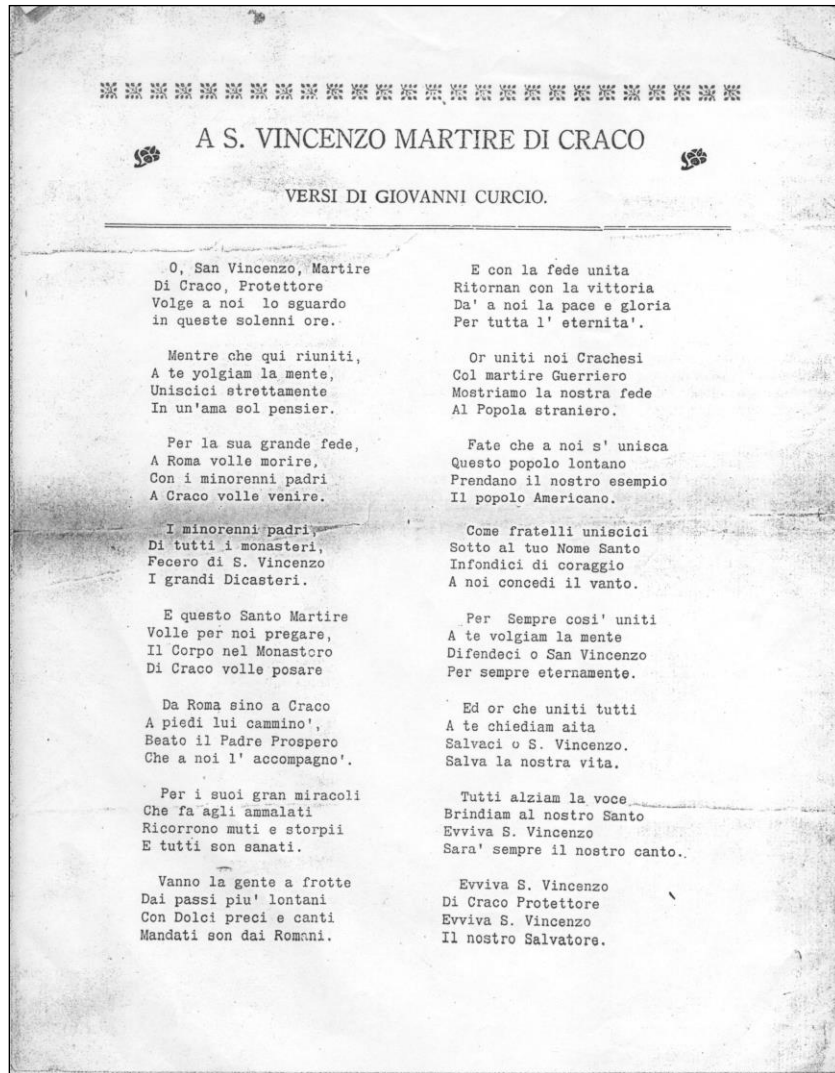 A S. VINCENZO MARTIRE DI CRACO
VERSI DI GIOVANNI CURCIO.
O, San Vincenzo, Martire
Di Craco, Protettore
Volge a noi lo sguardo
in queste solenni ore.
Mentre che qui riuniti,
A te yolgiam la mente,
Uniscici strettamente
In un'ama sol pensier.
Per la sua grande fede,
A Roma volle morire,
Con i minorenni padri
A Craco volle venire.
I minorenni padri,
Di tutti i monasteri,
Fecero di S. Vincenzo
I grandi Dicasteri.
E questo Santo Martire
Volle per noi pregare,
Il Corpo nel Monastero
Di Craco volle posare
Da Roma sino a Craco
A piedi lui cammino',
Beato il Padre Prospero
Che a noi l' accompagno'.
Per i suoi gran miracoli
Che fa agli ammalati
Ricorrono muti e storpii
E tutti son sanati.
Vanno la gente a frotte
Dai passi piu' lontani
Con Dolci preci e canti
Mandati son dai Romani.
E con la fede unita
Ritornan con la vittoria
Da' a noi la pace e gloria
Per tutta l' eternita'.
Or uniti noi Crachesi
Col martire Guerriero
Mostriamo la nostra fede
Al Popola straniero.
Fate che a noi s' unisca
Questo popolo lontano
Prendano il nostro esempio
Il popolo Americano.
Come fratelli uniscici
Sotto al tuo Nome Santo
Infondici di coraggio
A noi concedi il vanto.
Per Sempre cosi' uniti
A te volgiam la mente
Difendeci o San Vincenzo
Per sempre eternamente.
Ed or che uniti tutti
A te chiediam aita
Salvaci o S. Vincenzo.
Salva la nostra vita.
Tutti alziam la voce
Brindiam al nostro Santo
Evviva S. Vincenzo
Sara' sempre il nostro canto.
Evviva S. Vincenzo
Di Craco Protettore
Evviva S. Vincenzo
Il nostro Salvatore.